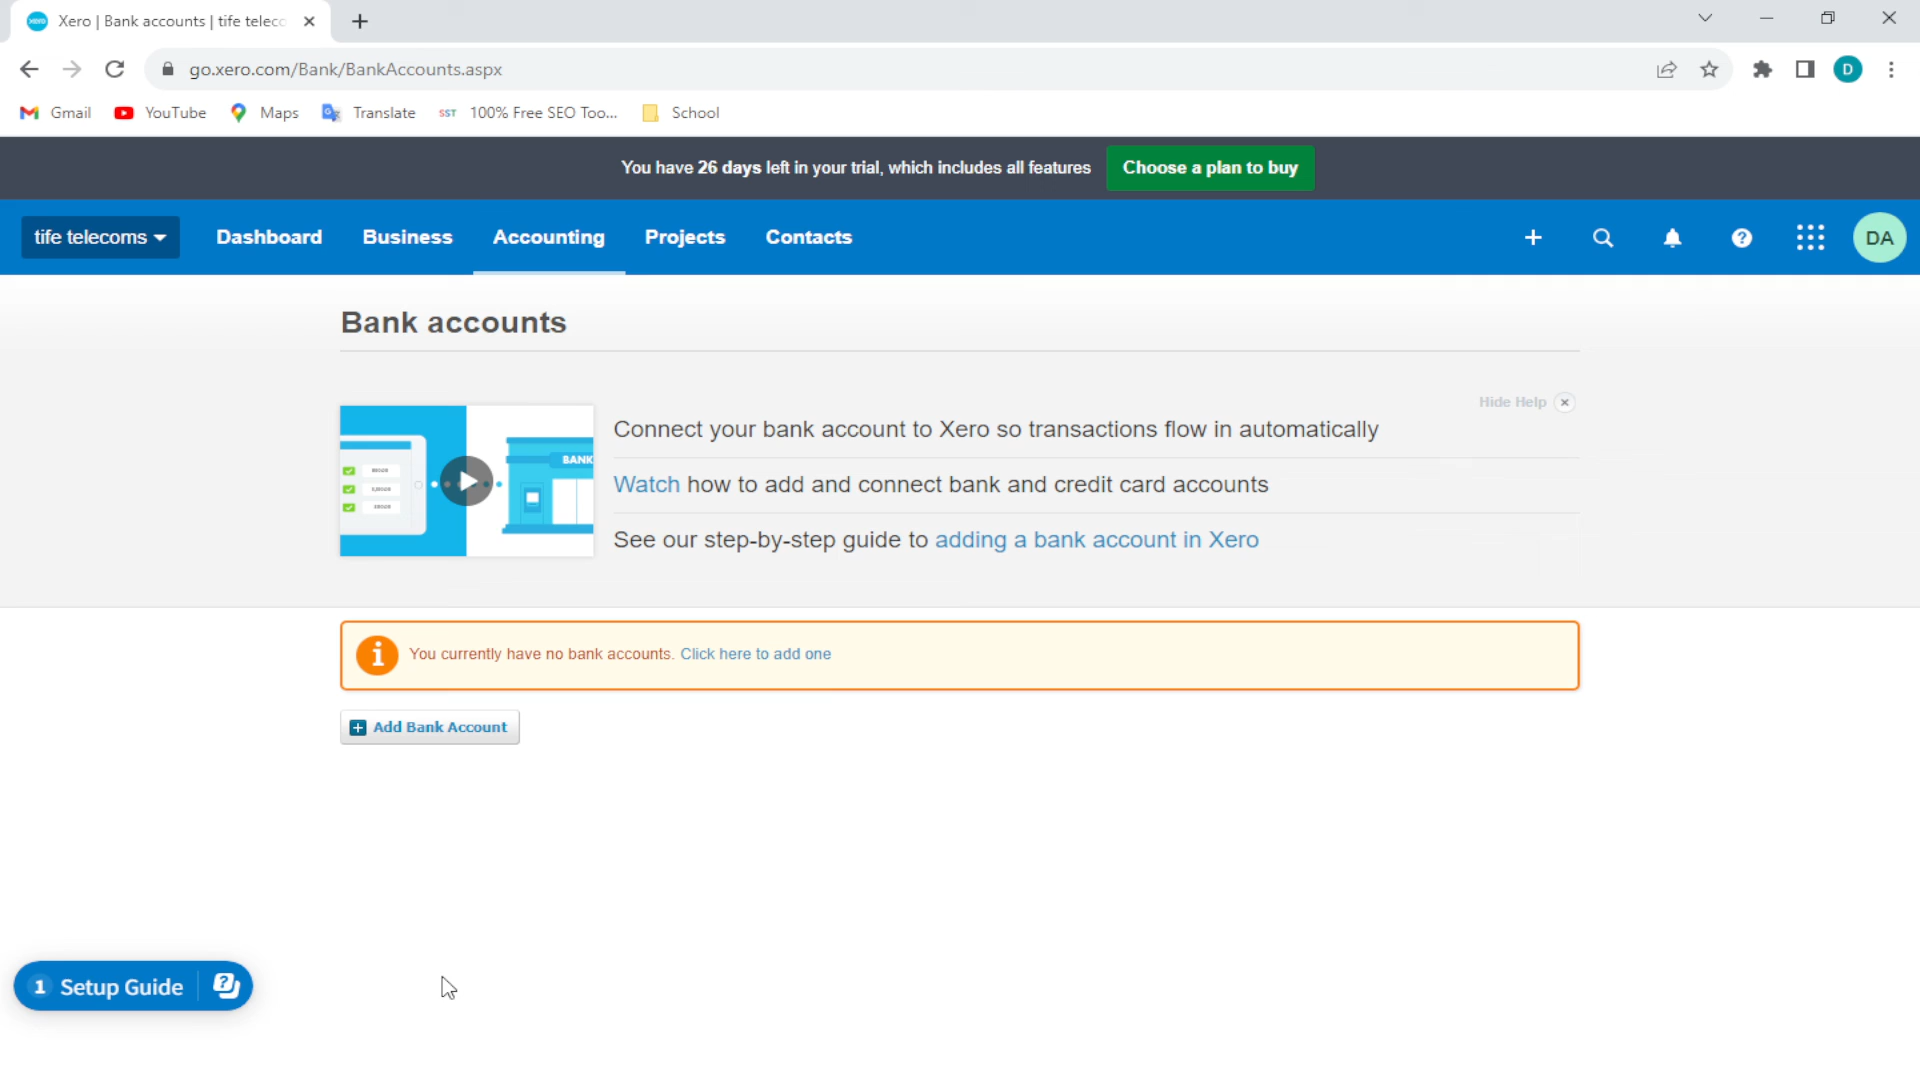 Xero | Bank accounts | tife teleco
go.xero.com/Bank/BankAccounts.aspx
D
Gmail
YouTube
Maps
Translate
SST 100% Free SEO Too...
School
You have 26 days left in your trial, which includes all features
Choose a plan to buy
tife telecoms
Dashboard
Business
Accounting
Projects
Contacts
DA
Bank accounts
Hide Help
BANK
Connect your bank account to Xero so transactions flow in automatically
Watch how to add and connect bank and credit card accounts
See our step-by-step guide to adding a bank account in Xero
You currently have no bank accounts. Click here to add one
Add Bank Account
1 Setup Guide